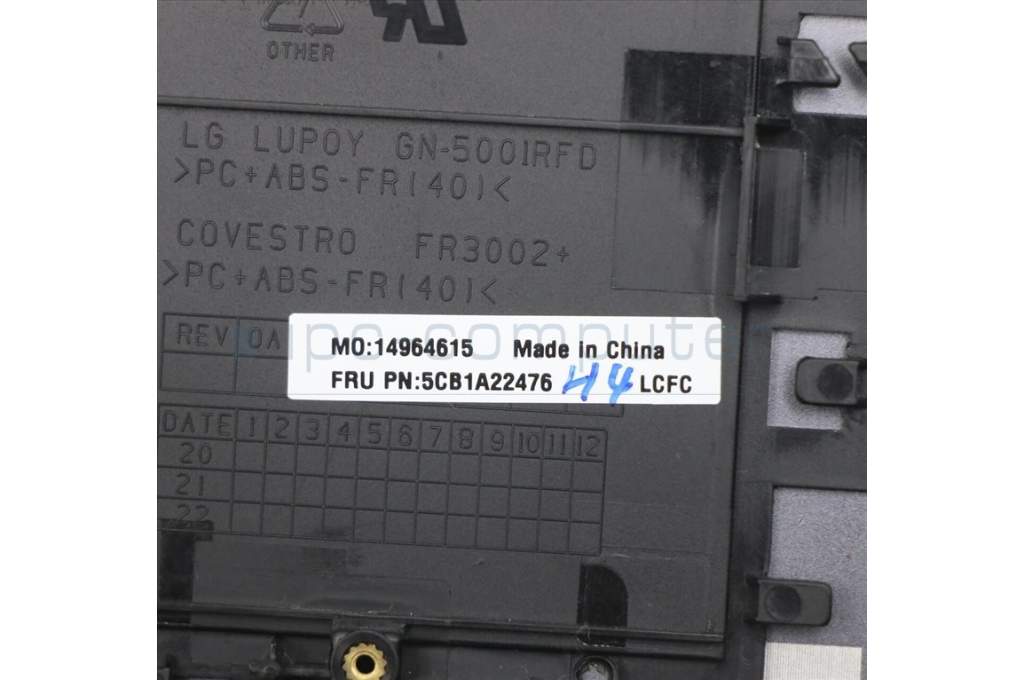 OTHER
LG LUPOY GN-5001RFD
>PC+ABS-FR(40)<
COVESTRO FR3002+
>PC+ABS-FR(40)<
REV 0A
MO:14964615 Made in China
FRU PN:5CB1A22476 H4 LCFC
DATE 1 2 3 4 5 6 7 8 9 10 11 12
20
21
22